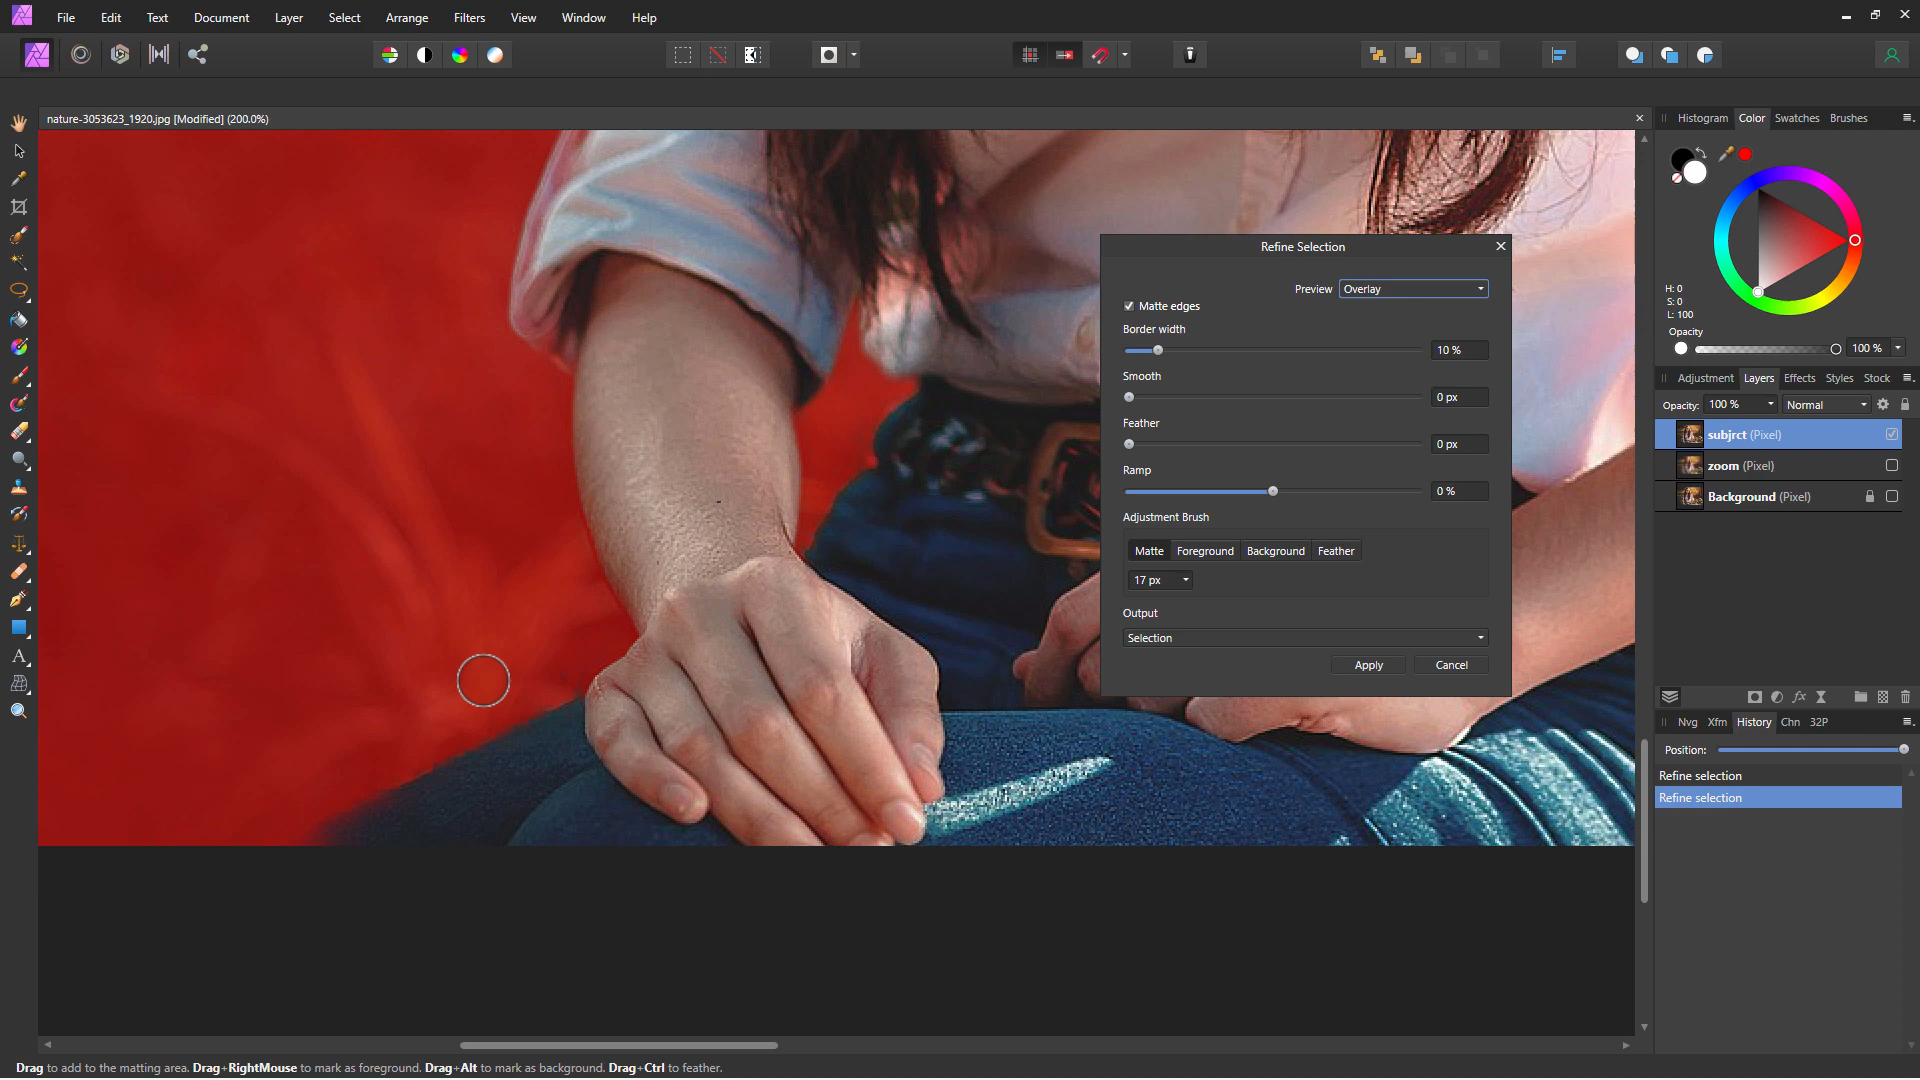 File Edit Text Document Layer Select Arrange Filters View Window Help
nature-3053623_1920.jpg [Modified] (200.0%)
Histogram Color Swatches Brushes
H: 0
S: 0
L: 100
Opacity
100 %
Adjustment Layers Effects Styles Stock
Opacity: 100 % Normal
subjrct (Pixel)
zoom (Pixel)
Background (Pixel)
fx
Nvg Xfm History Chn 32P
Position:
Refine selection
Refine selection
Refine Selection
Preview Overlay
Matte edges
Border width
10 %
Smooth
0 px
Feather
0 px
Ramp
0 %
Adjustment Brush
Matte Foreground Background Feather
17 px
Output
Selection
Apply Cancel
Drag to add to the matting area. Drag+RightMouse to mark as foreground. Drag+Alt to mark as background. Drag+Ctrl to feather.